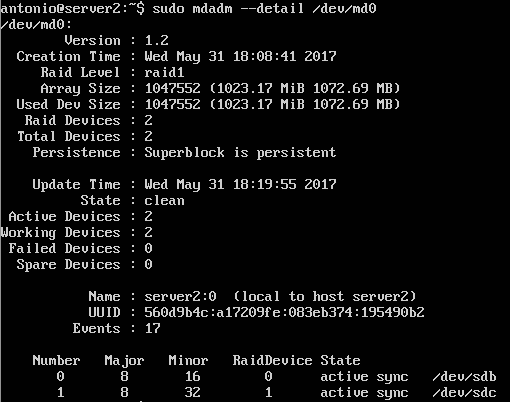 antonio@server2:~$ sudo mdadm --detail /dev/md0
/dev/md0:
Version : 1.2
Creation Time : Wed May 31 18:08:41 2017
Raid Level : raid1
Array Size : 1047552 (1023.17 MiB 1072.69 MB)
Used Dev Size : 1047552 (1023.17 MiB 1072.69 MB)
Raid Devices : 2
Total Devices : 2
Persistence : Superblock is persistent
Update Time : Wed May 31 18:19:55 2017
State : clean
Active Devices : 2
Working Devices : 2
Failed Devices : 0
Spare Devices : 0
Name : server2:0  (local to host server2)
UUID : 560d9b4c:a17209fe:083eb374:195490b2
Events : 17
Number   Major   Minor   RaidDevice State
0       8       16        0      active sync   /dev/sdb
1       8       32        1      active sync   /dev/sdc